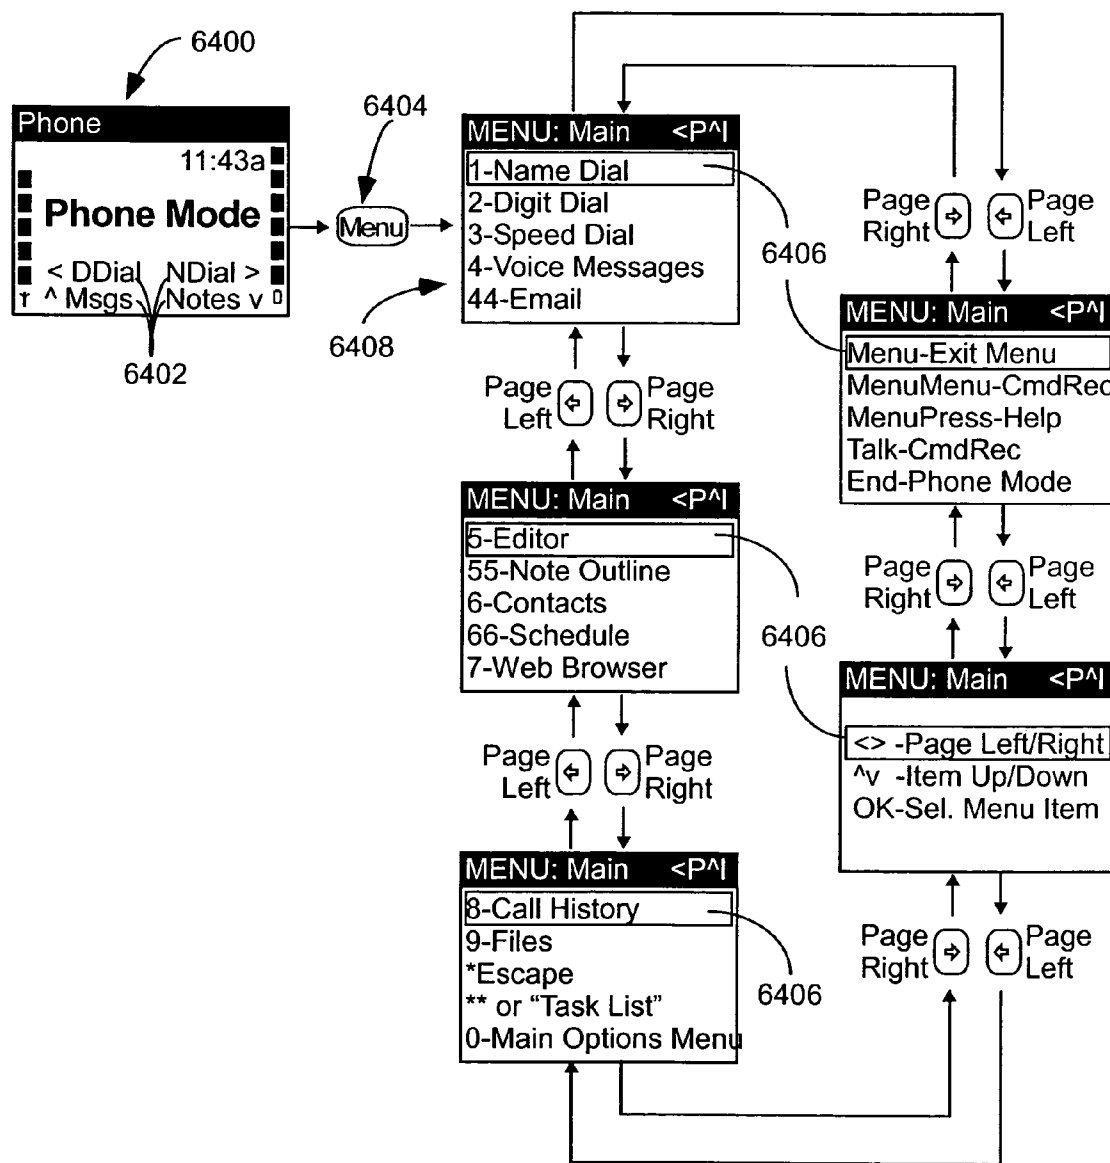 6400
Phone
11:43a
Phone Mode
< DDial NDial >
^ Msgs Notes v
6402
6404
Menu
6408
MENU: Main <P^I
1-Name Dial
2-Digit Dial
3-Speed Dial
4-Voice Messages
44-Email
6406
Page
Left
Page
Right
MENU: Main <P^I
5-Editor
55-Note Outline
6-Contacts
66-Schedule
7-Web Browser
6406
Page
Left
Page
Right
MENU: Main <P^I
8-Call History
9-Files
*Escape
** or “Task List”
0-Main Options Menu
6406
Page
Right
Page
Left
MENU: Main <P^I
Menu-Exit Menu
MenuMenu-CmdRec
MenuPress-Help
Talk-CmdRec
End-Phone Mode
Page
Right
Page
Left
MENU: Main <P^I
<> -Page Left/Right
^v -Item Up/Down
OK-Sel. Menu Item
Page
Right
Page
Left